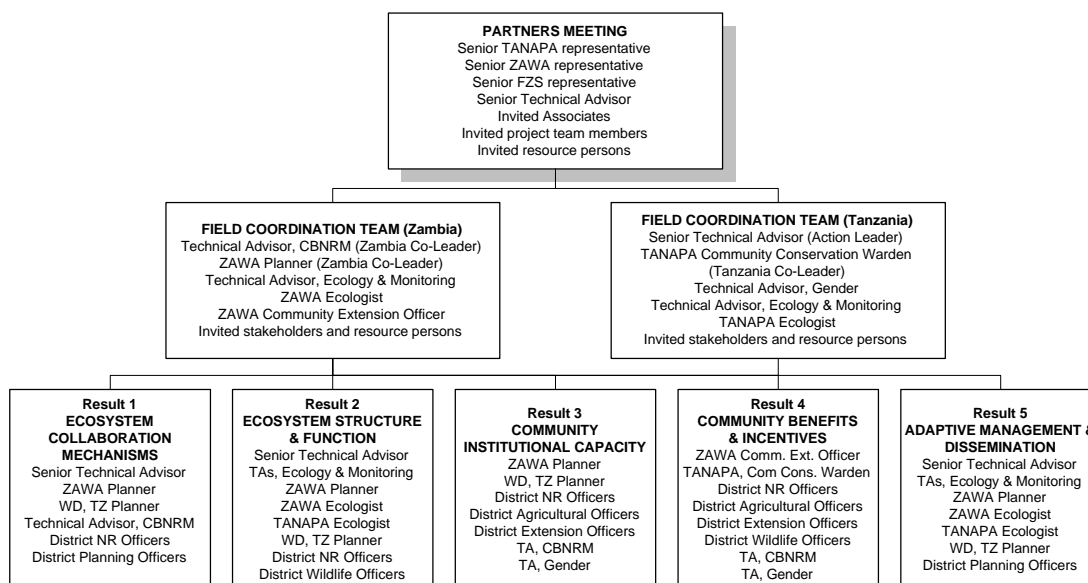 PARTNERS MEETING
Senior TANAPA representative
Senior ZAWA representative
Senior FZS representative
Senior Technical Advisor
Invited Associates
Invited project team members
Invited resource persons
FIELD COORDINATION TEAM (Zambia)
Technical Advisor, CBNRM (Zambia Co-Leader)
ZAWA Planner (Zambia Co-Leader)
Technical Advisor, Ecology & Monitoring
ZAWA Ecologist
ZAWA Community Extension Officer
Invited stakeholders and resource persons
FIELD COORDINATION TEAM (Tanzania)
Senior Technical Advisor (Action Leader)
TANAPA Community Conservation Warden
(Tanzania Co-Leader)
Technical Advisor, Gender
Technical Advisor, Ecology & Monitoring
TANAPA Ecologist
Invited stakeholders and resource persons
Result 1
ECOSYSTEM
COLLABORATION
MECHANISMS
Senior Technical Advisor
ZAWA Planner
WD, TZ Planner
Technical Advisor, CBNRM
District NR Officers
District Planning Officers
Result 2
ECOSYSTEM STRUCTURE
& FUNCTION
Senior Technical Advisor
TAs, Ecology & Monitoring
ZAWA Planner
ZAWA Ecologist
TANAPA Ecologist
WD, TZ Planner
District NR Officers
District Wildlife Officers
Result 3
COMMUNITY
INSTITUTIONAL CAPACITY
ZAWA Planner
WD, TZ Planner
District NR Officers
District Agricultural Officers
District Extension Officers
TA, CBNRM
TA, Gender
Result 4
COMMUNITY BENEFITS
& INCENTIVES
ZAWA Comm. Ext. Officer
TANAPA, Com Cons. Warden
District NR Officers
District Agricultural Officers
District Extension Officers
District Wildlife Officers
TA, CBNRM
TA, Gender
Result 5
ADAPTIVE MANAGEMENT &
DISSEMINATION
Senior Technical Advisor
TAs, Ecology & Monitoring
ZAWA Planner
ZAWA Ecologist
TANAPA Ecologist
WD, TZ Planner
District Planning Officers